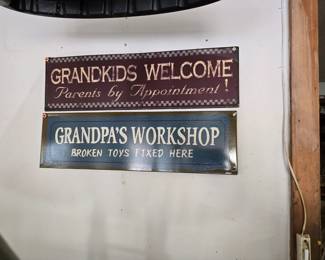 GRANDKIDS WELCOME
Parents by Appointment!
GRANDPA'S WORKSHOP
BROKEN TOYS FIXED HERE